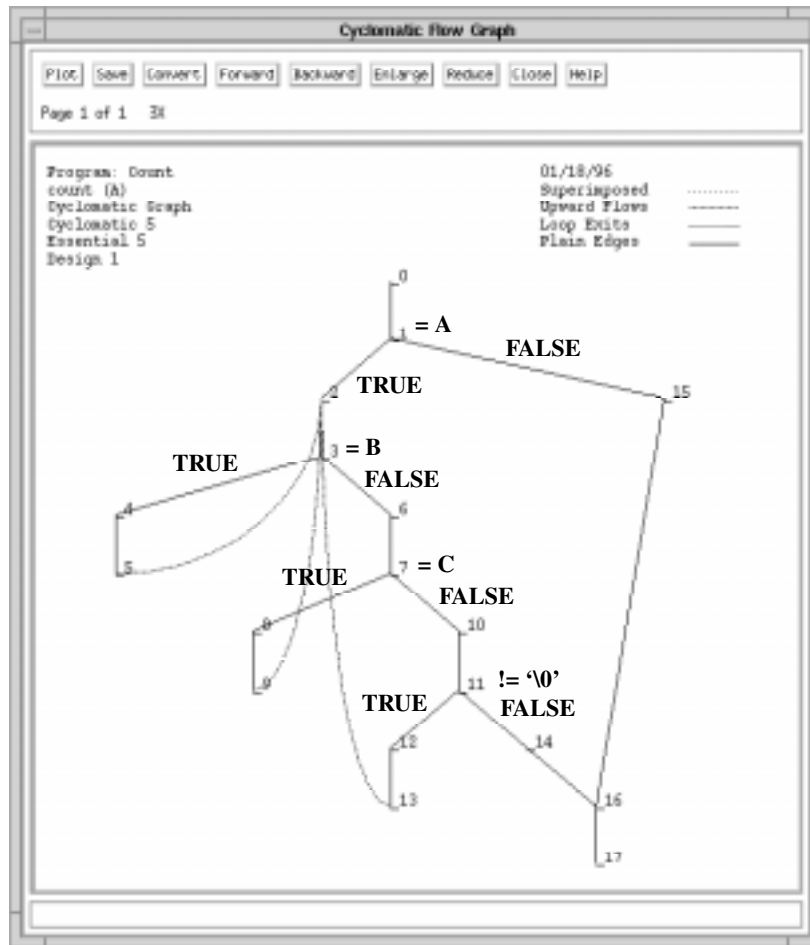 Cyclomatic Flow Graph
Plot Save Convert Forward Backward Enlarge Reduce Close Help
Page 1 of 1 3X
Program: Count
count (A)
Cyclomatic Graph
Cyclomatic 5
Essential 5
Design 1
01/18/96
Superimposed
Upward Flows
Loop Exits
Plain Edges
0
1 = A
FALSE
TRUE
2
15
3 = B
TRUE
FALSE
4
6
5
7 = C
TRUE
FALSE
8
10
9
11 != ‘\0’
TRUE
FALSE
12
14
13
16
17